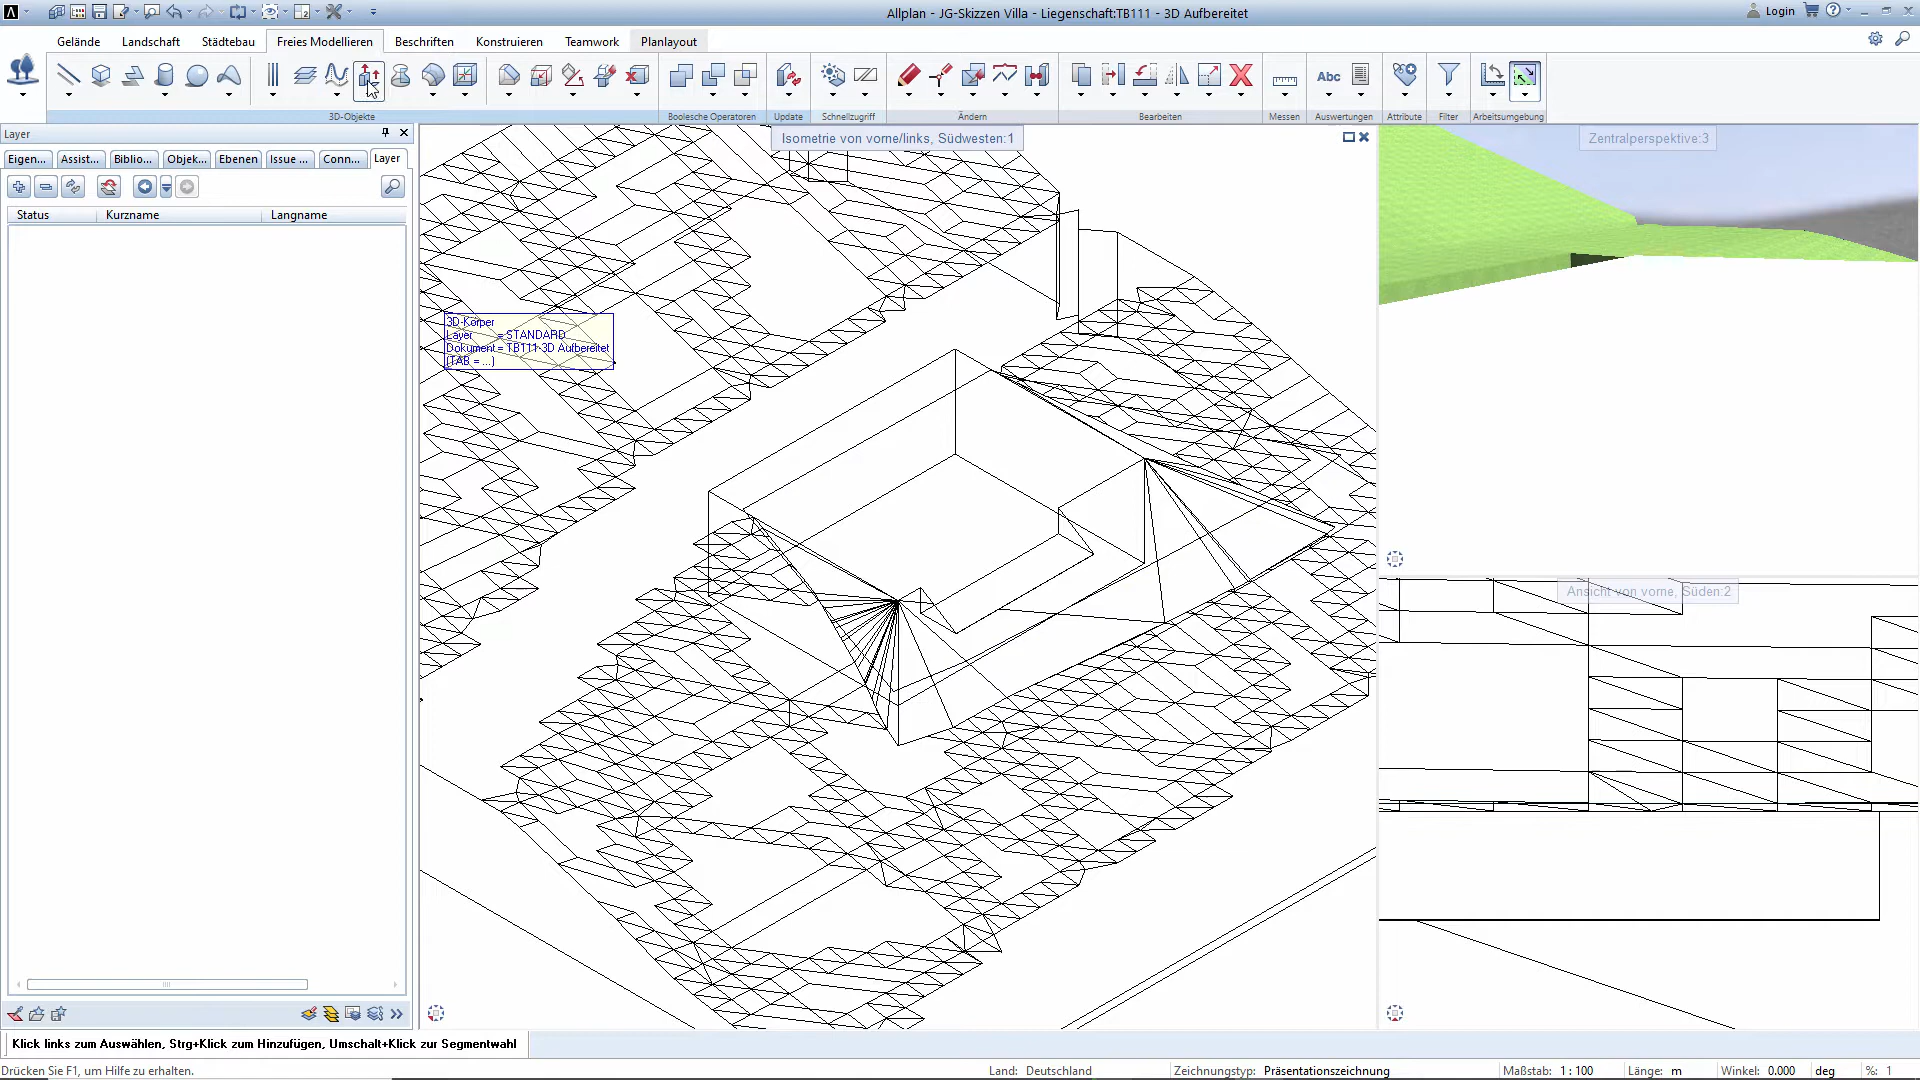 Allplan - JG-Skizzen Villa - Liegenschaft:TB111 - 3D Aufbereitet
Login
Gelände
Landschaft
Städtebau
Freies Modellieren
Beschriften
Konstruieren
Teamwork
Planlayout
Abc
3D-Objekte
Boolesche Operatoren
Update
Schnellzugriff
Ändern
Bearbeiten
Messen
Auswertungen
Attribute
Filter
Arbeitsumgebung
Layer
Eigen...
Assist...
Biblio...
Objek...
Ebenen
Issue ...
Conn...
Layer
Status
Kurzname
Langname
Isometrie von vorne/links, Südwesten:1
Zentralperspektive:3
3D-Körper
Layer = STANDARD
Dokument = TB111-3D Aufbereitet
(TAB = ...)
Ansicht von vorne, Süden:2
Klick links zum Auswählen, Strg+Klick zum Hinzufügen, Umschalt+Klick zur Segmentwahl
Drücken Sie F1, um Hilfe zu erhalten.
Land: Deutschland
Zeichnungstyp: Präsentationszeichnung
Maßstab: 1 : 100
Länge: m
Winkel: 0.000
deg
%: 1